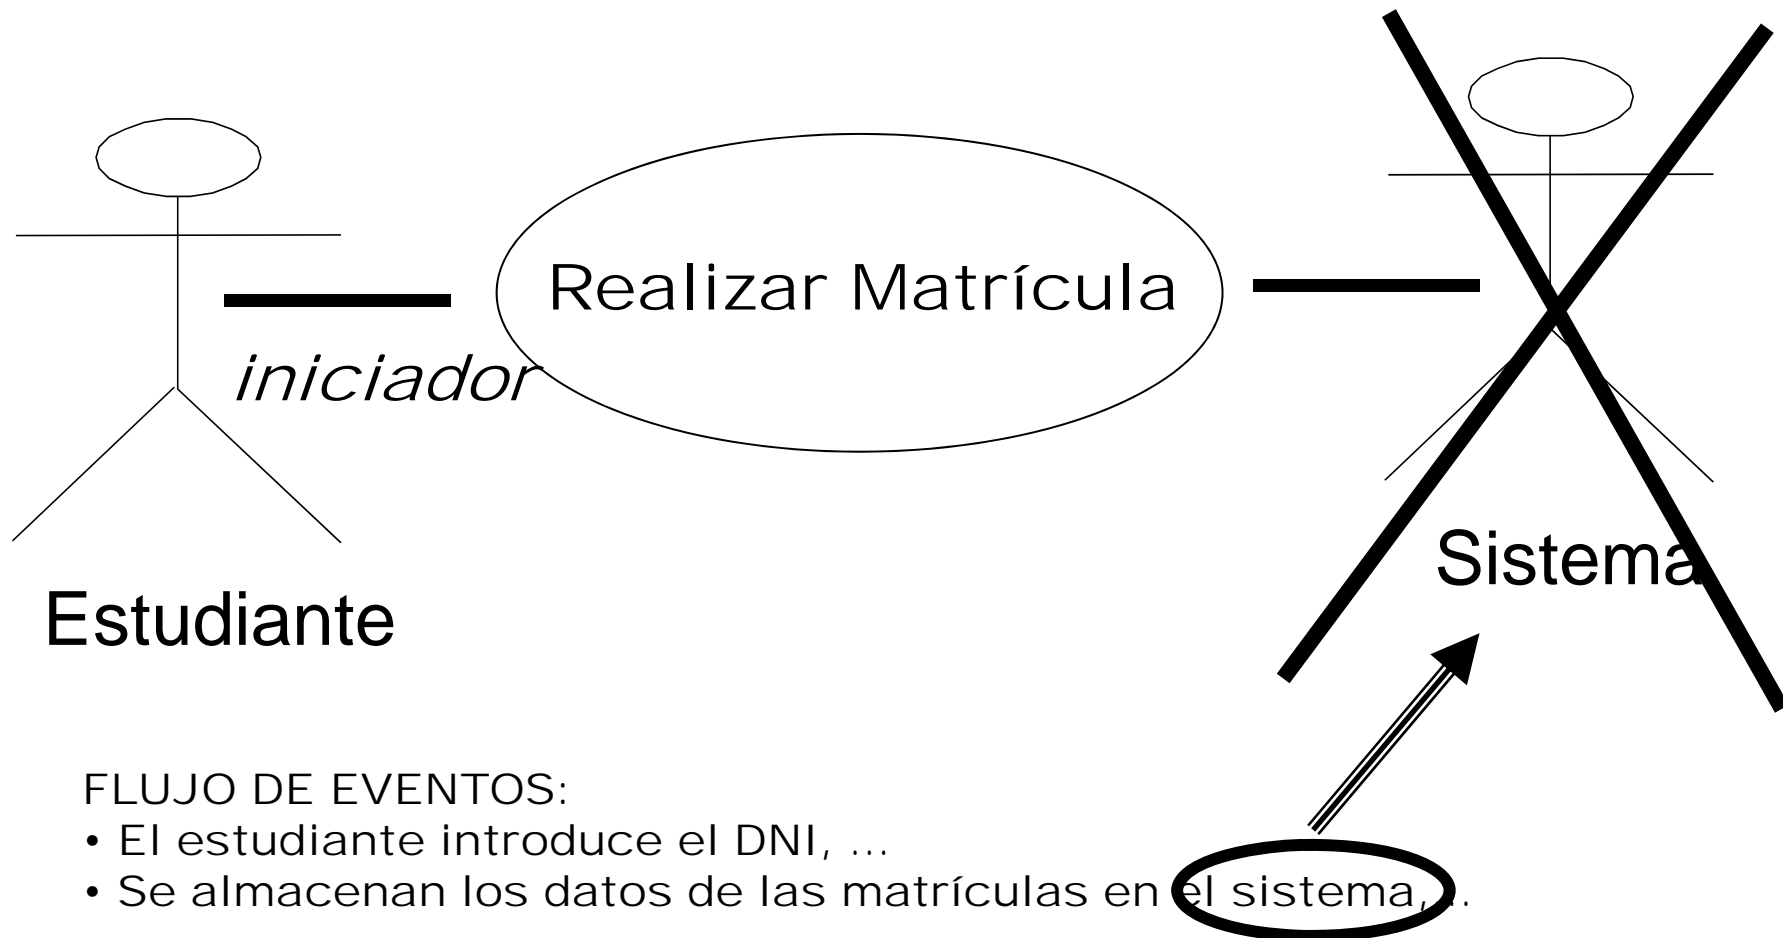 Realizar Matrícula
iniciador
Sistema
Estudiante
FLUJO DE EVENTOS:
• El estudiante introduce el DNI, ...
• Se almacenan los datos de las matrículas en el sistema,..